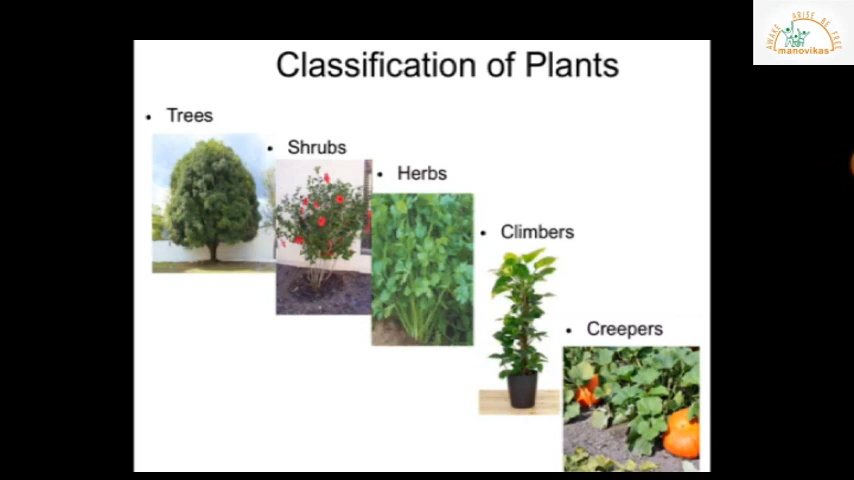 AWAKE ARISE BE FREE
manovikas
Classification of Plants
• Trees
• Shrubs
• Herbs
• Climbers
• Creepers